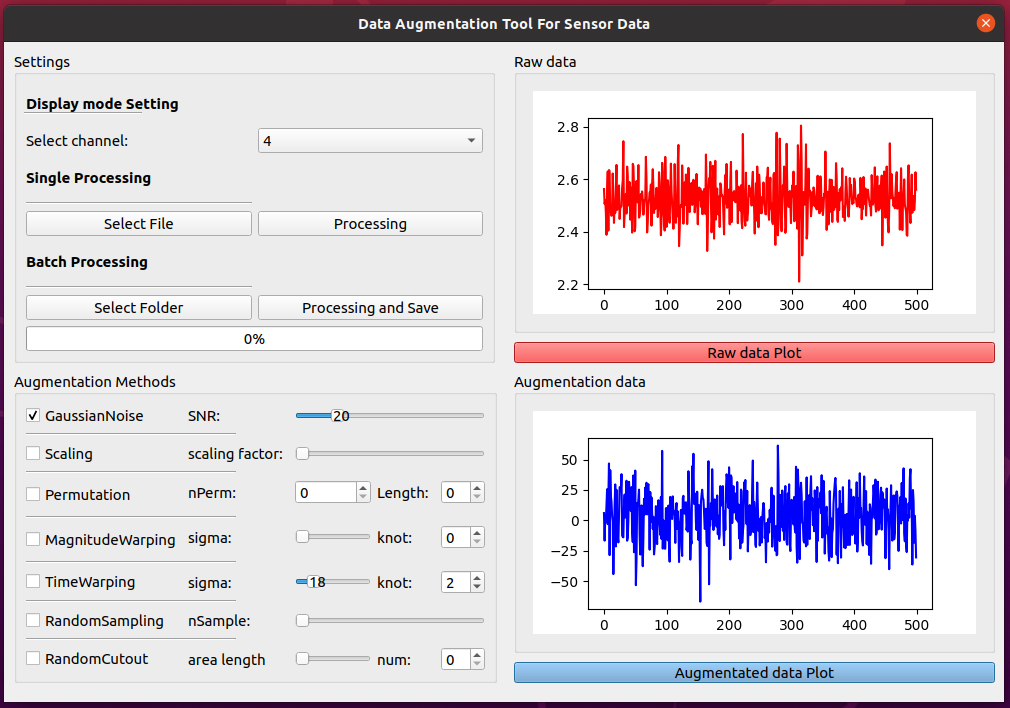 Data Augmentation Tool For Sensor Data
Settings
Display mode Setting
Select channel: 4
Single Processing
Select File Processing
Batch Processing
Select Folder Processing and Save
0%
Raw data
2.8
2.6
2.4
2.2
0 100 200 300 400 500
Raw data Plot
Augmentation Methods
GaussianNoise SNR: 20
Scaling scaling factor:
Permutation nPerm: 0 Length: 0
MagnitudeWarping sigma: knot: 0
TimeWarping sigma: 18 knot: 2
RandomSampling nSample:
RandomCutout area length num: 0
Augmentation data
50
25
0
−25
−50
0 100 200 300 400 500
Augmentated data Plot